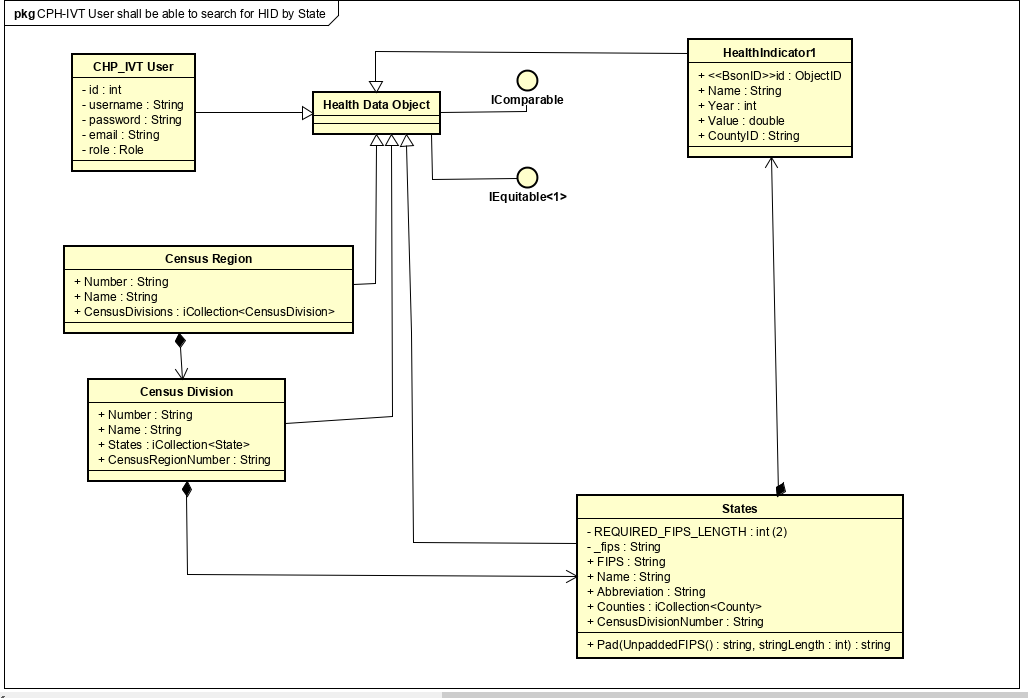 pkg CPH-IVT User shall be able to search for HID by State
CHP_IVT User
- id : int
- username : String
- password : String
- email : String
- role : Role
Health Data Object
IComparable
IEquitable<1>
HealthIndicator1
+ <<BsonID>>id : ObjectID
+ Name : String
+ Year : int
+ Value : double
+ CountyID : String
Census Region
+ Number : String
+ Name : String
+ CensusDivisions : iCollection<CensusDivision>
Census Division
+ Number : String
+ Name : String
+ States : iCollection<State>
+ CensusRegionNumber : String
States
- REQUIRED_FIPS_LENGTH : int (2)
- _fips : String
+ FIPS : String
+ Name : String
+ Abbreviation : String
+ Counties : iCollection<County>
+ CensusDivisionNumber : String
+ Pad(UnpaddedFIPS() : string, stringLength : int) : string